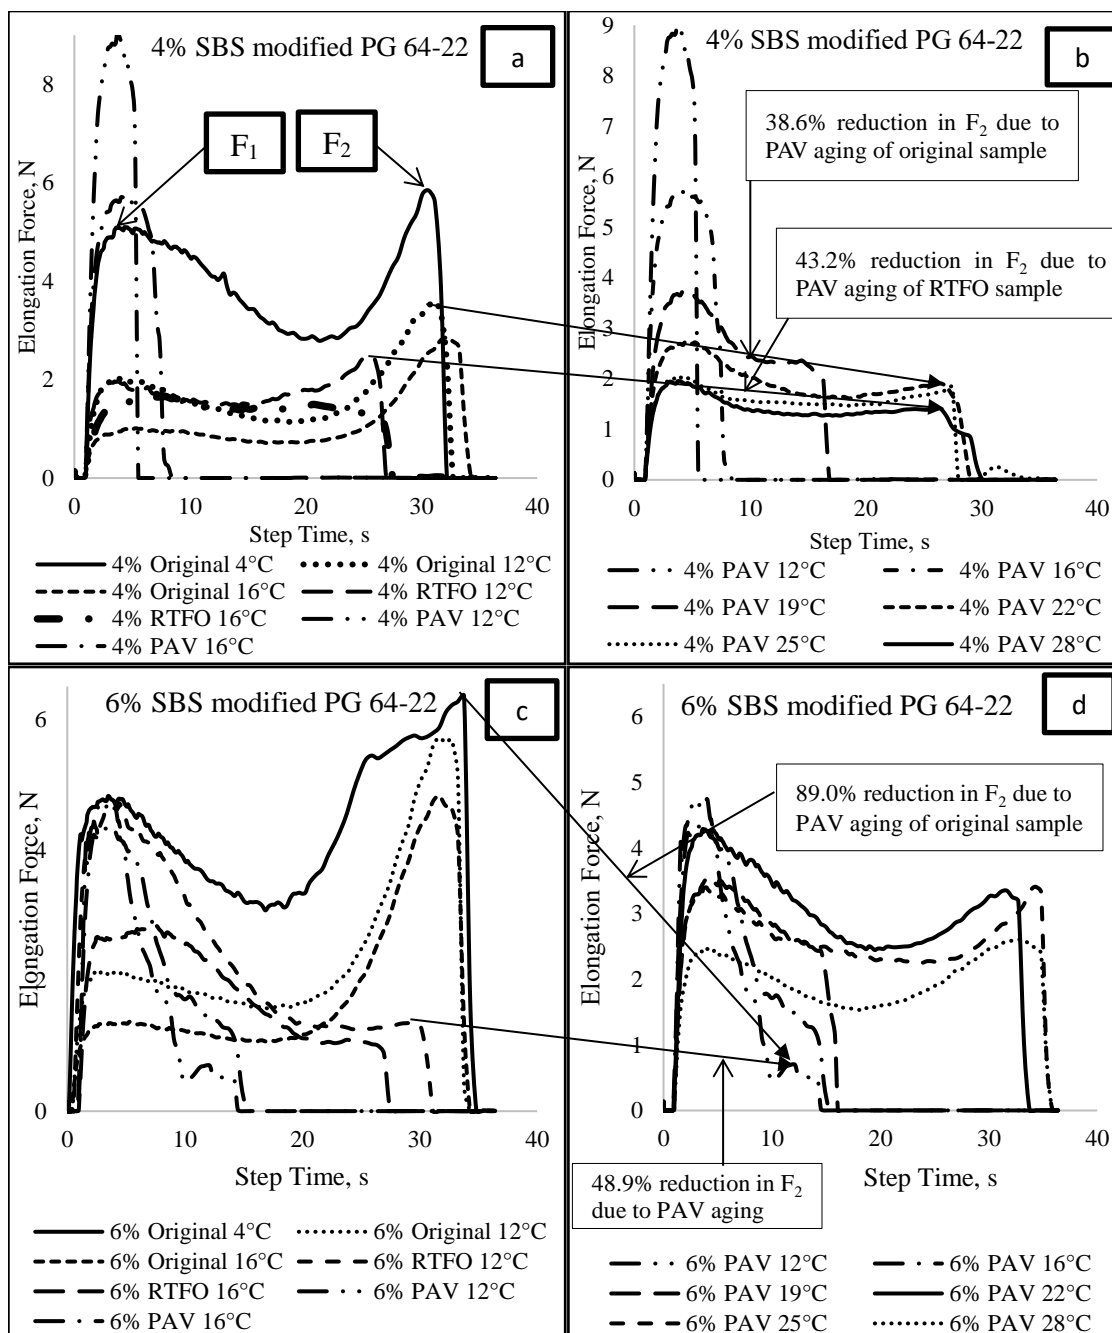 4% SBS modified PG 64-22
a
F1
F2
Elongation Force, N
8
6
4
2
0
0
10
20
30
40
Step Time, s
4% Original 4°C
4% Original 12°C
4% Original 16°C
4% RTFO 12°C
4% RTFO 16°C
4% PAV 12°C
4% PAV 16°C
4% SBS modified PG 64-22
b
38.6% reduction in F2 due to
PAV aging of original sample
43.2% reduction in F2 due to
PAV aging of RTFO sample
Elongation Force, N
9
8
7
6
5
4
3
2
1
0
0
10
20
30
40
Step Time, s
4% PAV 12°C
4% PAV 16°C
4% PAV 19°C
4% PAV 22°C
4% PAV 25°C
4% PAV 28°C
6% SBS modified PG 64-22
c
Elongation Force, N
6
4
2
0
0
10
20
30
40
Step Time, s
6% Original 4°C
6% Original 12°C
6% Original 16°C
6% RTFO 12°C
6% RTFO 16°C
6% PAV 12°C
6% PAV 16°C
6% SBS modified PG 64-22
d
89.0% reduction in F2 due to
PAV aging of original sample
Elongation Force, N
6
5
4
3
2
1
0
0
10
20
30
40
Step Time, s
48.9% reduction in F2
due to PAV aging
6% PAV 12°C
6% PAV 16°C
6% PAV 19°C
6% PAV 22°C
6% PAV 25°C
6% PAV 28°C